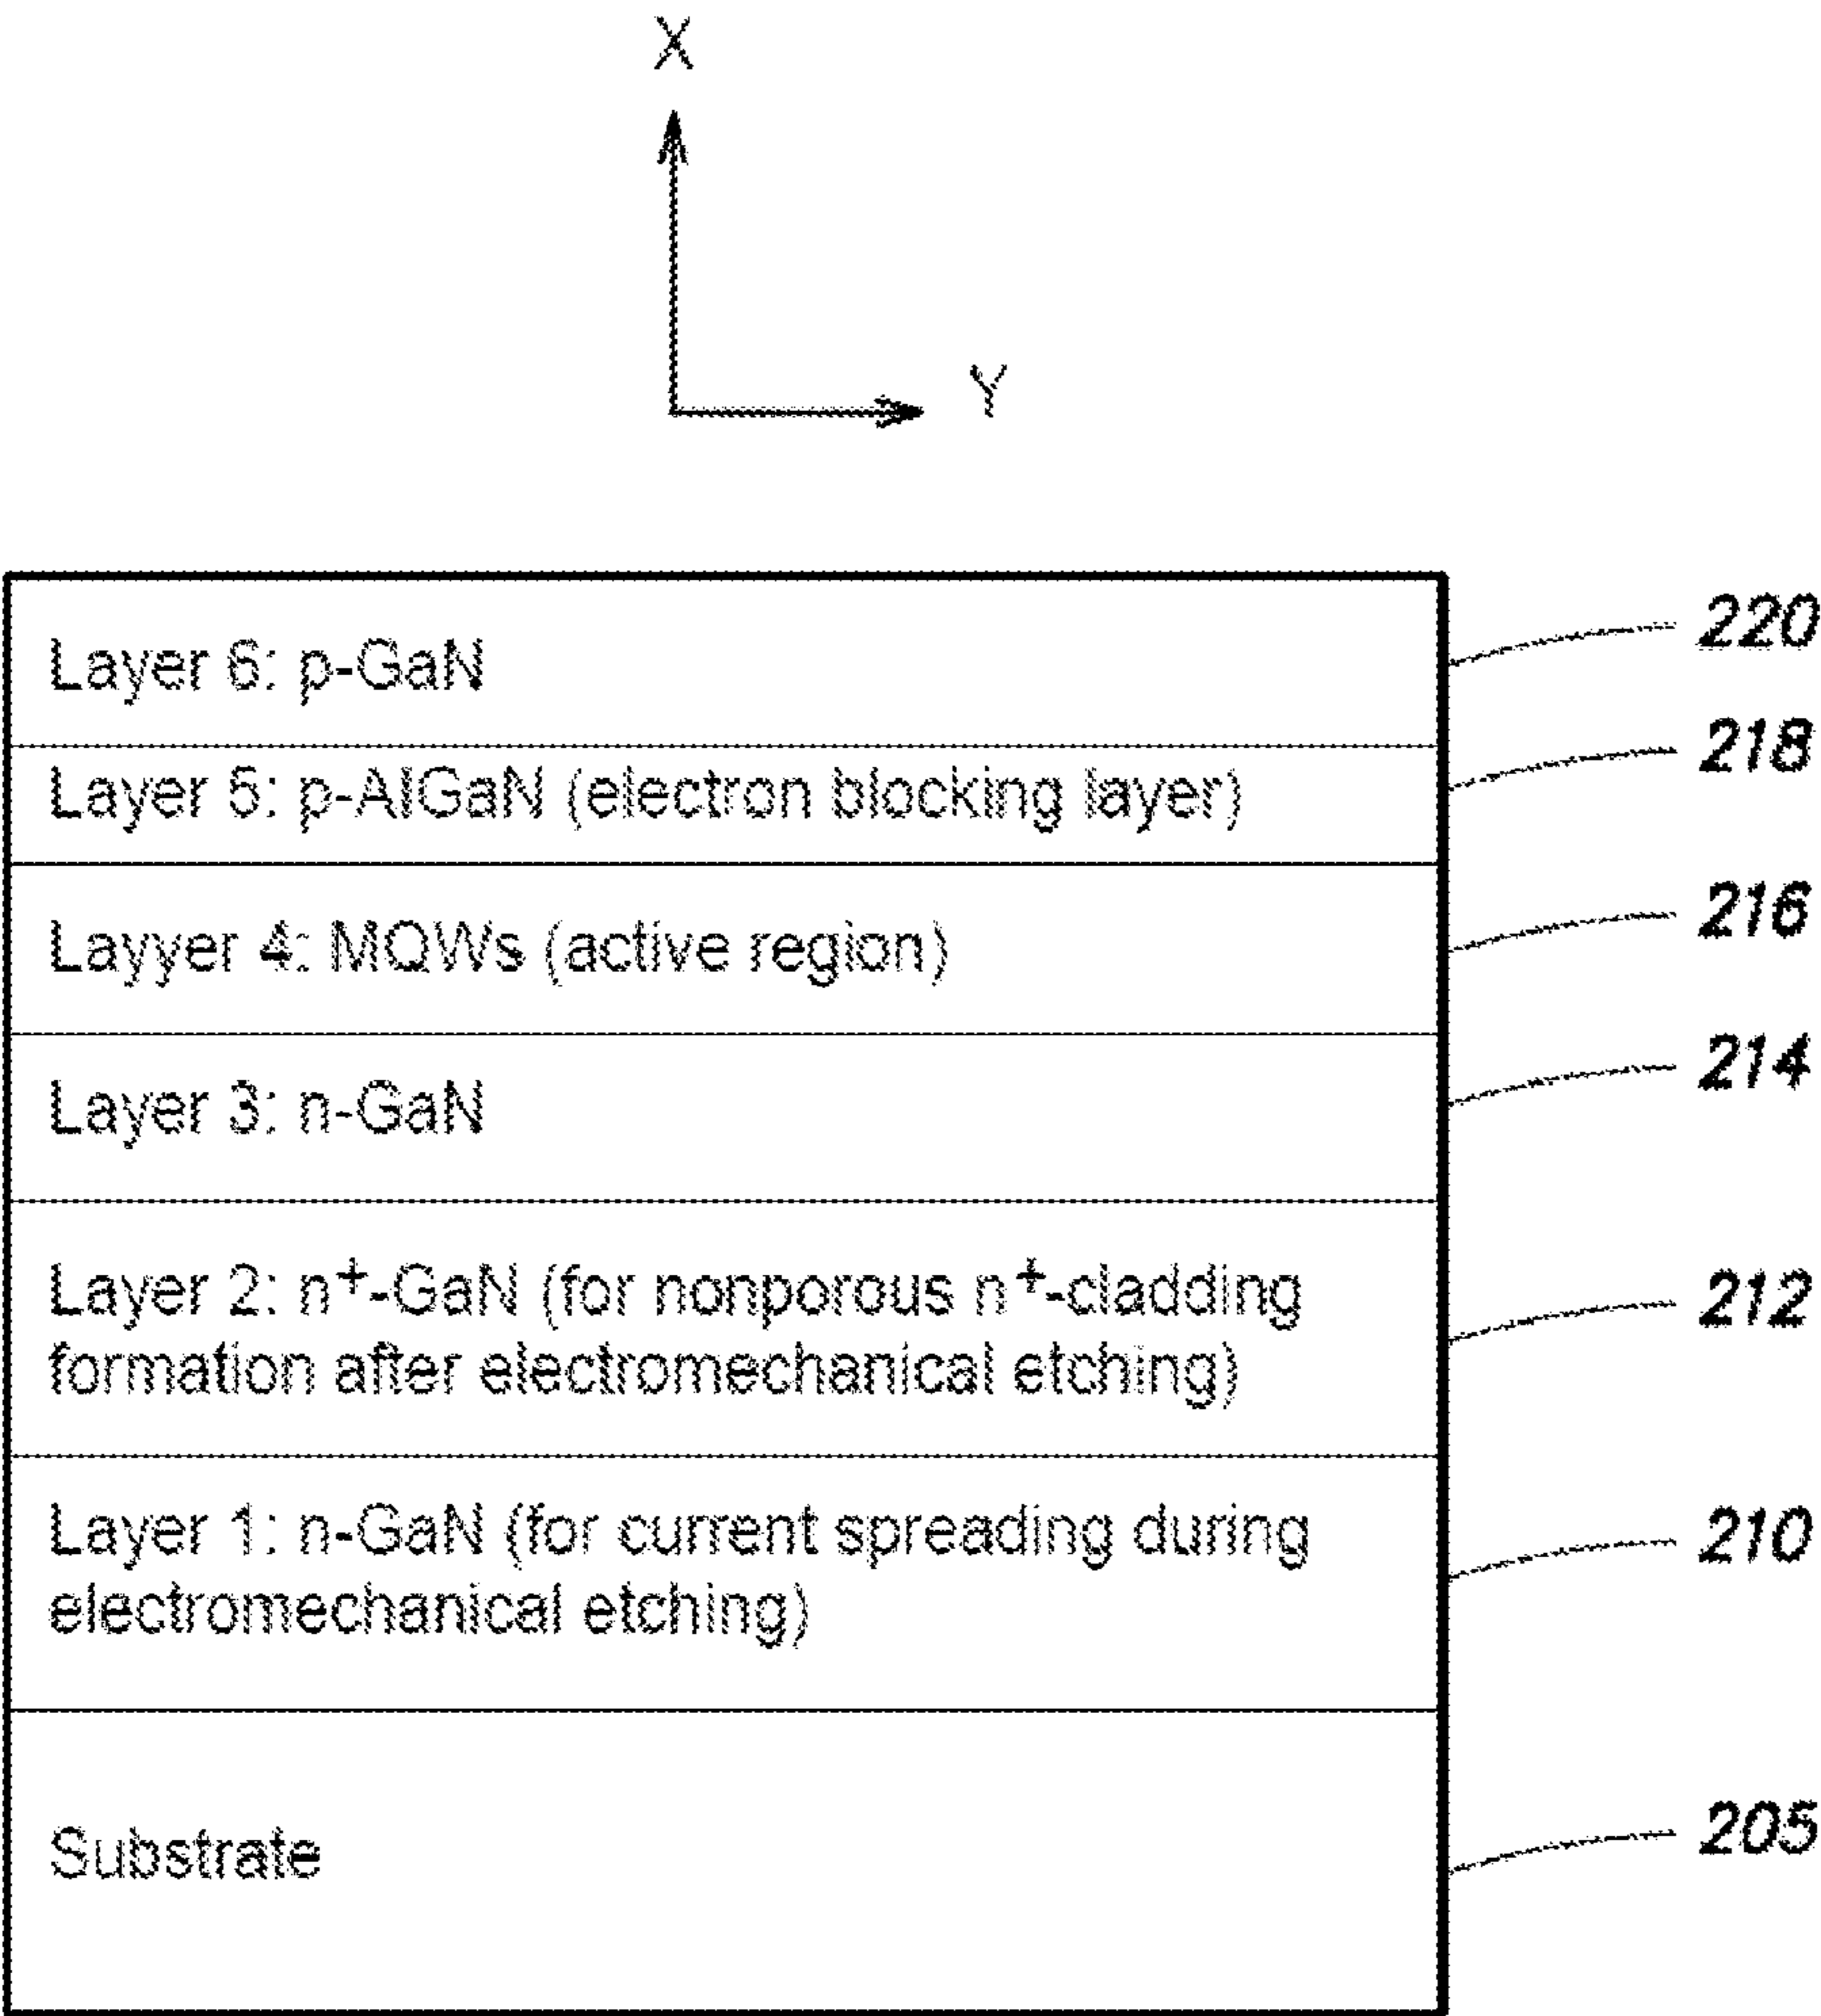 X
Y
Layer 6: p-GaN
220
Layer 5: p-AlGaN (electron blocking layer)
218
Layyer 4: MQWs (active region)
216
Layer 3: n-GaN
214
Layer 2: n⁺-GaN (for nonporous n⁺-cladding
formation after electromechanical etching)
212
Layer 1: n-GaN (for current spreading during
electromechanical etching)
210
Substrate
205